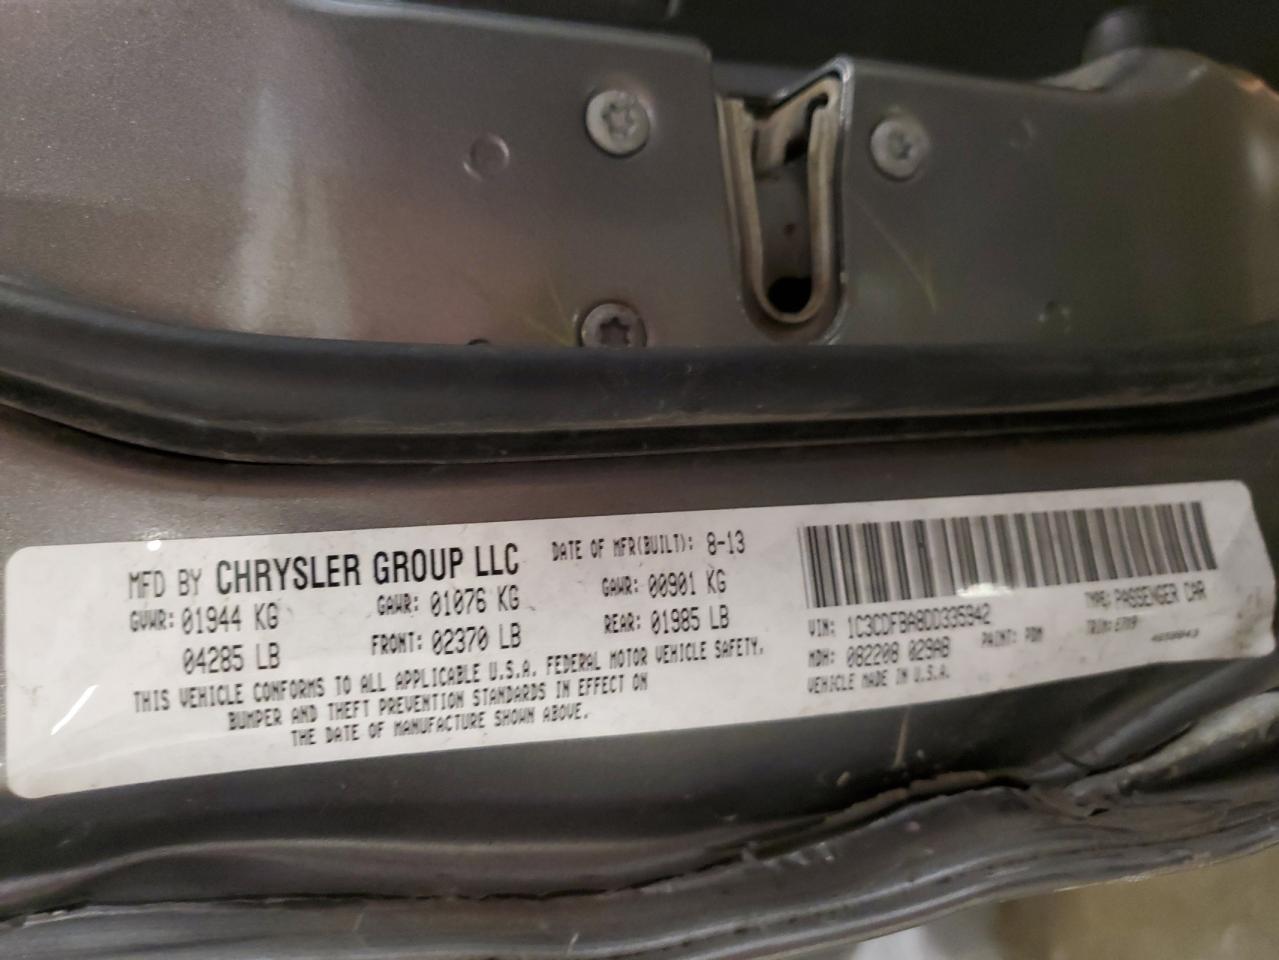 MFD BY CHRYSLER GROUP LLC DATE OF MFR(BUILT): 8-13
GVWR: 01944 KG GAWR: 01076 KG GAWR: 00901 KG
04285 LB FRONT: 02370 LB REAR: 01985 LB
THIS VEHICLE CONFORMS TO ALL APPLICABLE U.S.A. FEDERAL MOTOR VEHICLE SAFETY,
BUMPER AND THEFT PREVENTION STANDARDS IN EFFECT ON
THE DATE OF MANUFACTURE SHOWN ABOVE.
VIN: 1C3CDFBA8DD335942 TYPE: PASSENGER CAR
MDH: 082208 029AB PAINT: PDM TRIM:
VEHICLE MADE IN U.S.A.